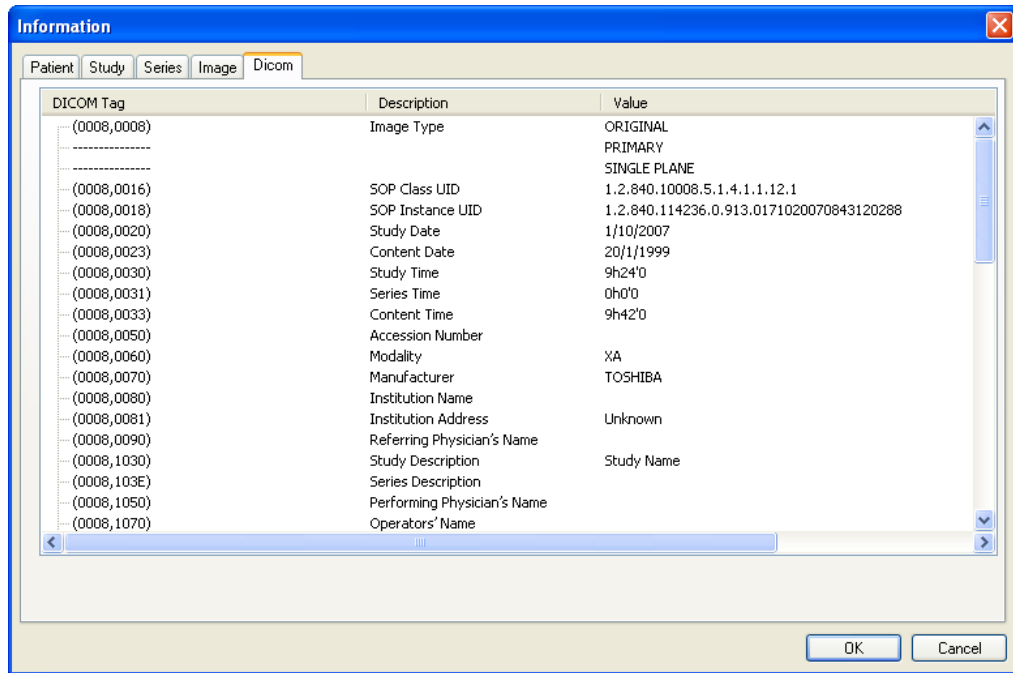 Information
Patient Study Series Image Dicom
DICOM Tag Description Value
(0008,0008) Image Type ORIGINAL
--------------- PRIMARY
--------------- SINGLE PLANE
(0008,0016) SOP Class UID 1.2.840.10008.5.1.4.1.1.12.1
(0008,0018) SOP Instance UID 1.2.840.114236.0.913.0171020070843120288
(0008,0020) Study Date 1/10/2007
(0008,0023) Content Date 20/1/1999
(0008,0030) Study Time 9h24'0
(0008,0031) Series Time 0h0'0
(0008,0033) Content Time 9h42'0
(0008,0050) Accession Number
(0008,0060) Modality XA
(0008,0070) Manufacturer TOSHIBA
(0008,0080) Institution Name
(0008,0081) Institution Address Unknown
(0008,0090) Referring Physician's Name
(0008,1030) Study Description Study Name
(0008,103E) Series Description
(0008,1050) Performing Physician's Name
(0008,1070) Operators' Name
OK Cancel